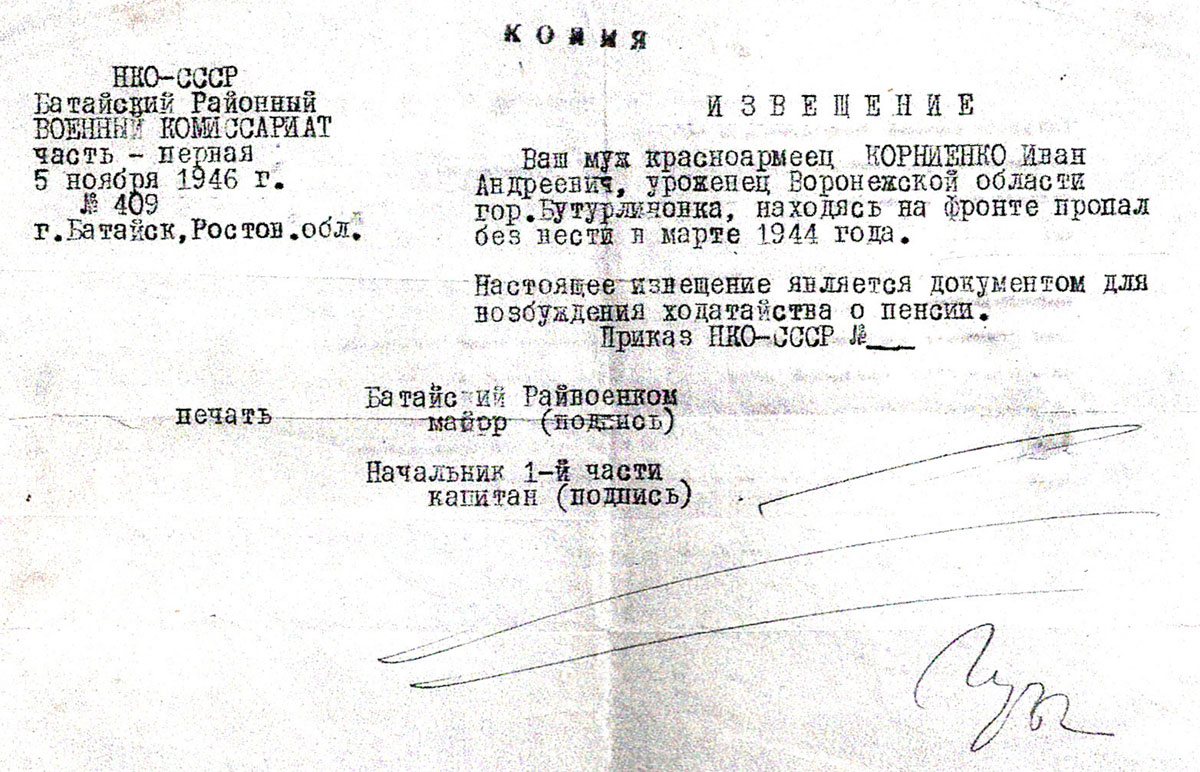 КОПИЯ
НКО-СССР
Батайский Районный
ВОЕННЫЙ КОМИССАРИАТ
часть - первая
5 ноября 1946 г.
№ 409
г.Батайск,Ростов.обл.
ИЗВЕЩЕНИЕ
Ваш муж красноармеец КОРНИЕНКО Иван
Андреевич, уроженец Воронежской области
гор.Бутурлиновка, находясь на фронте пропал
без вести в марте 1944 года.
Настоящее извещение является документом для
возбуждения ходатайства о пенсии.
Приказ НКО-СССР №___
печать
Батайский Райвоенком
майор (подпись)
Начальник 1-й части
капитан (подпись)